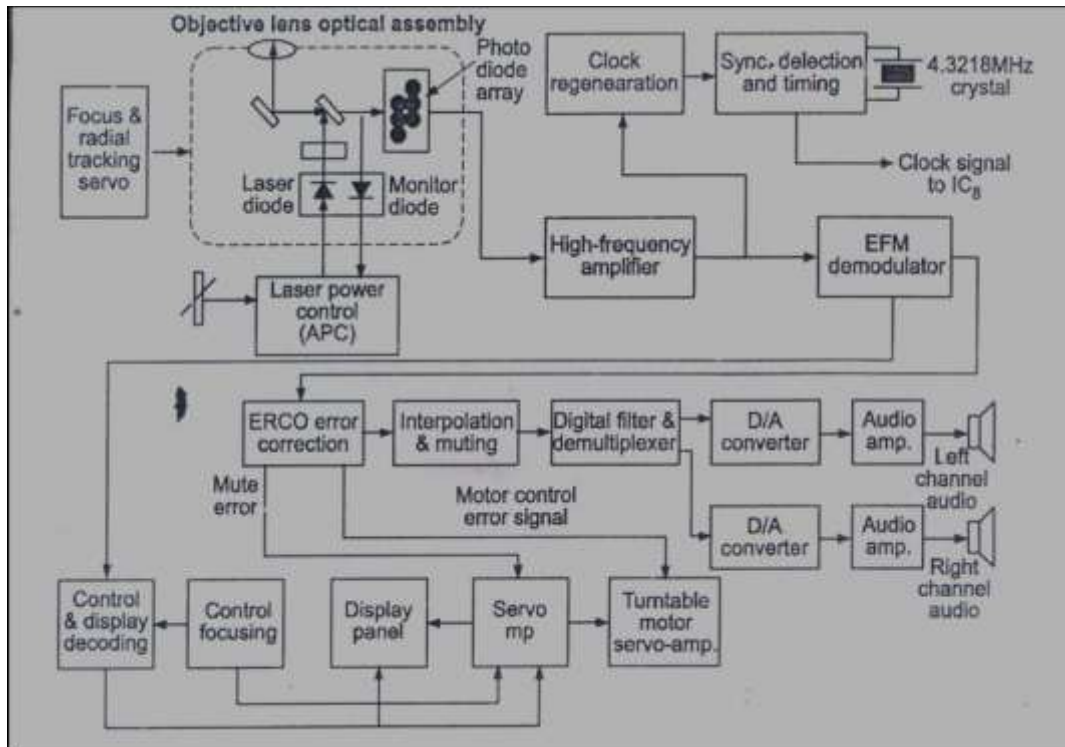 Objective lens optical assembly
Photo
diode
array
Focus &
radial
tracking
servo
Laser
diode
Monitor
diode
Laser power
control
(APC)
Clock
regenearation
Sync. delection
and timing
4.3218MHz
crystal
Clock signal
to IC8
High-frequency
amplifier
EFM
demodulator
ERCO error
correction
Interpolation
& muting
Digital filter &
demultiplexer
D/A
converter
Audio
amp.
Left
channel
audio
Mute
error
Motor control
error signal
D/A
converter
Audio
amp.
Right
channel
audio
Control
& display
decoding
Control
focusing
Display
panel
Servo
mp
Turntable
motor
servo-amp.